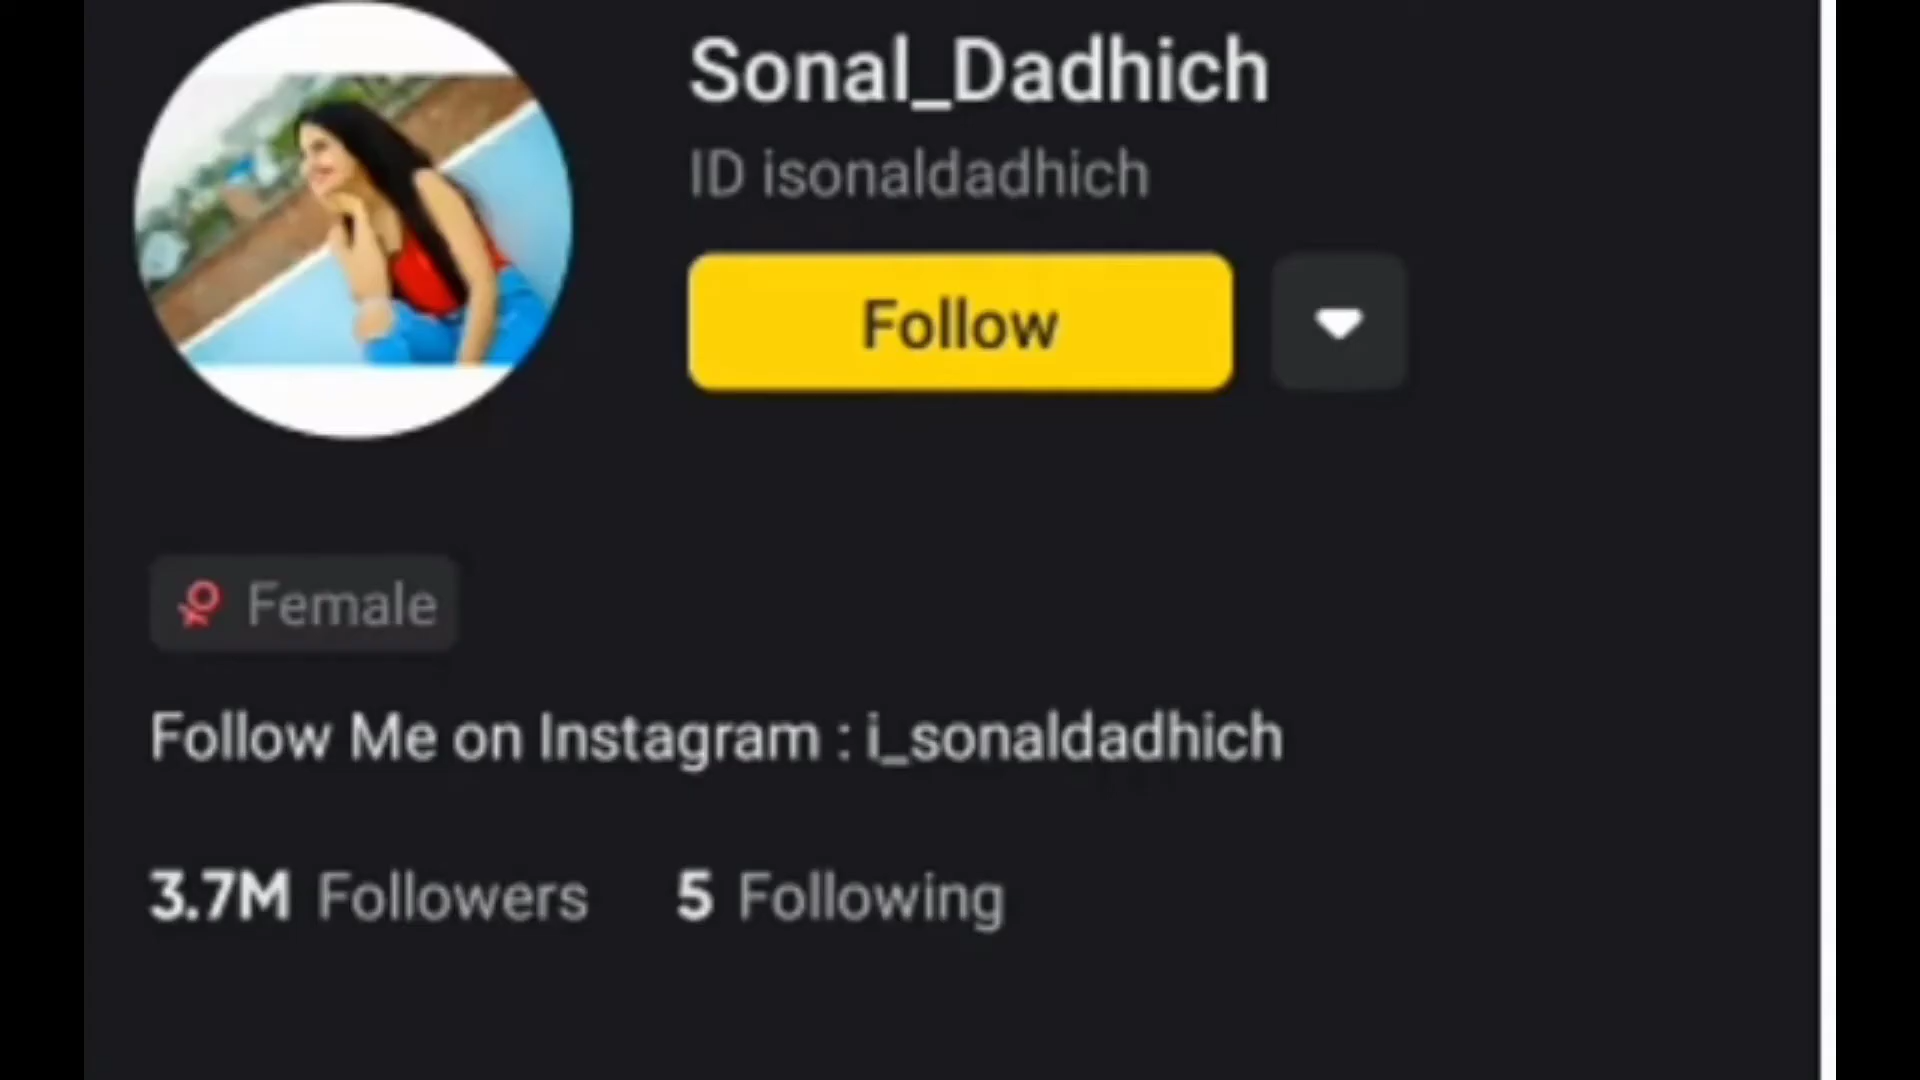 Sonal_Dadhich
ID isonaldadhich
Follow
Female
Follow Me on Instagram : i_sonaldadhich
3.7M Followers 5 Following